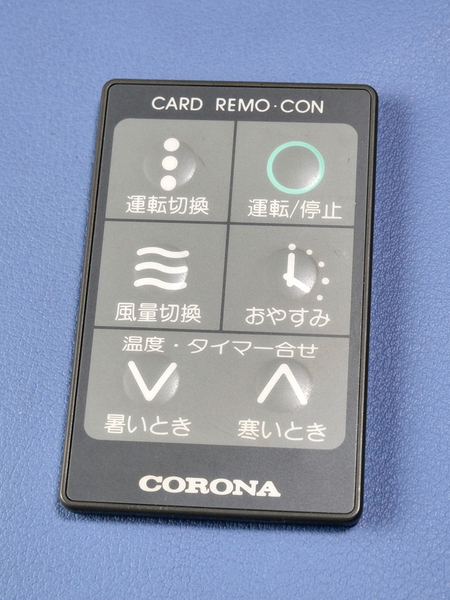 CARD REMO·CON
運転切換
運転/停止
風量切換
おやすみ
温度・タイマー合せ
暑いとき
寒いとき
CORONA